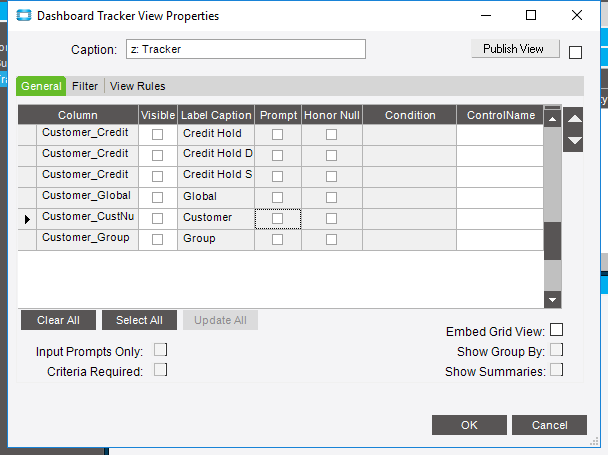 Dashboard Tracker View Properties
Caption: z: Tracker Publish View
General Filter View Rules
Column Visible Label Caption Prompt Honor Null Condition ControlName
Customer_Credit Credit Hold
Customer_Credit Credit Hold D
Customer_Credit Credit Hold S
Customer_Global Global
Customer_CustNu Customer
Customer_Group Group
Clear All Select All Update All
Embed Grid View:
Input Prompts Only: Show Group By:
Criteria Required: Show Summaries:
OK Cancel